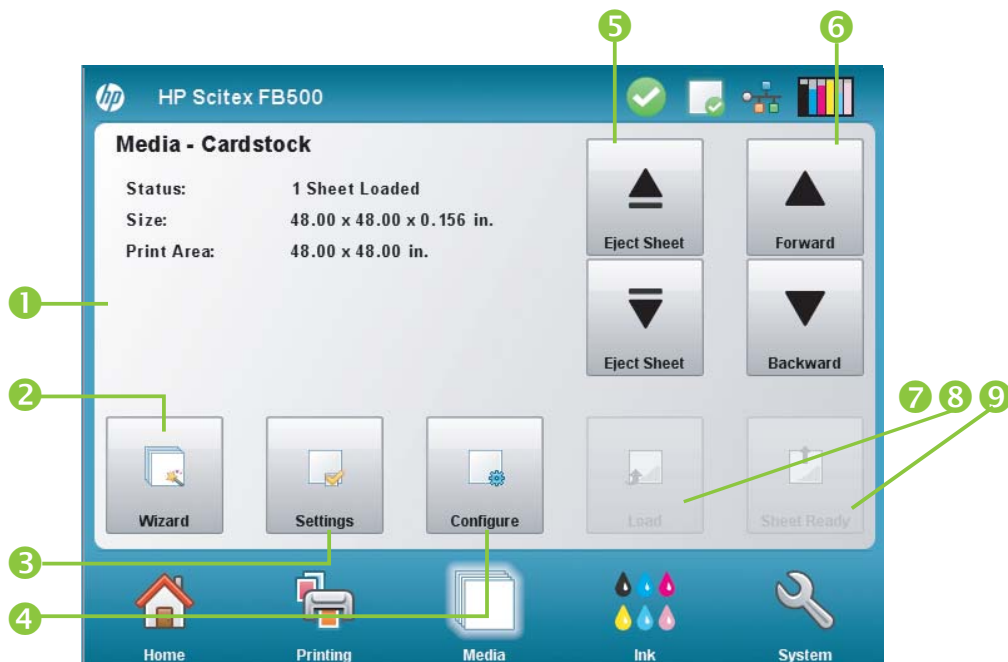 5 6
hp HP Scitex FB500
Media - Cardstock
Status: 1 Sheet Loaded
Size: 48.00 x 48.00 x 0.156 in.
Print Area: 48.00 x 48.00 in.
Eject Sheet Forward
1
Eject Sheet Backward
2
7 8 9
Wizard Settings Configure Load Sheet Ready
3
4
Home Printing Media Ink System